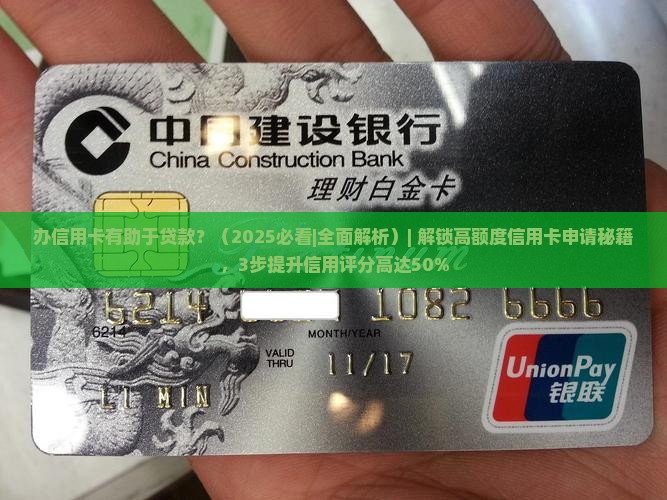 中国建设银行
China Construction Bank
理财白金卡
办信用卡有助于贷款？（2025必看|全面解析）| 解锁高额度信用卡申请秘籍
，3步提升信用评分高达50%
6214 1082 6666
6214
MONTH/YEAR
VALID
THRU
11/17
LI MIN
UnionPay
银联